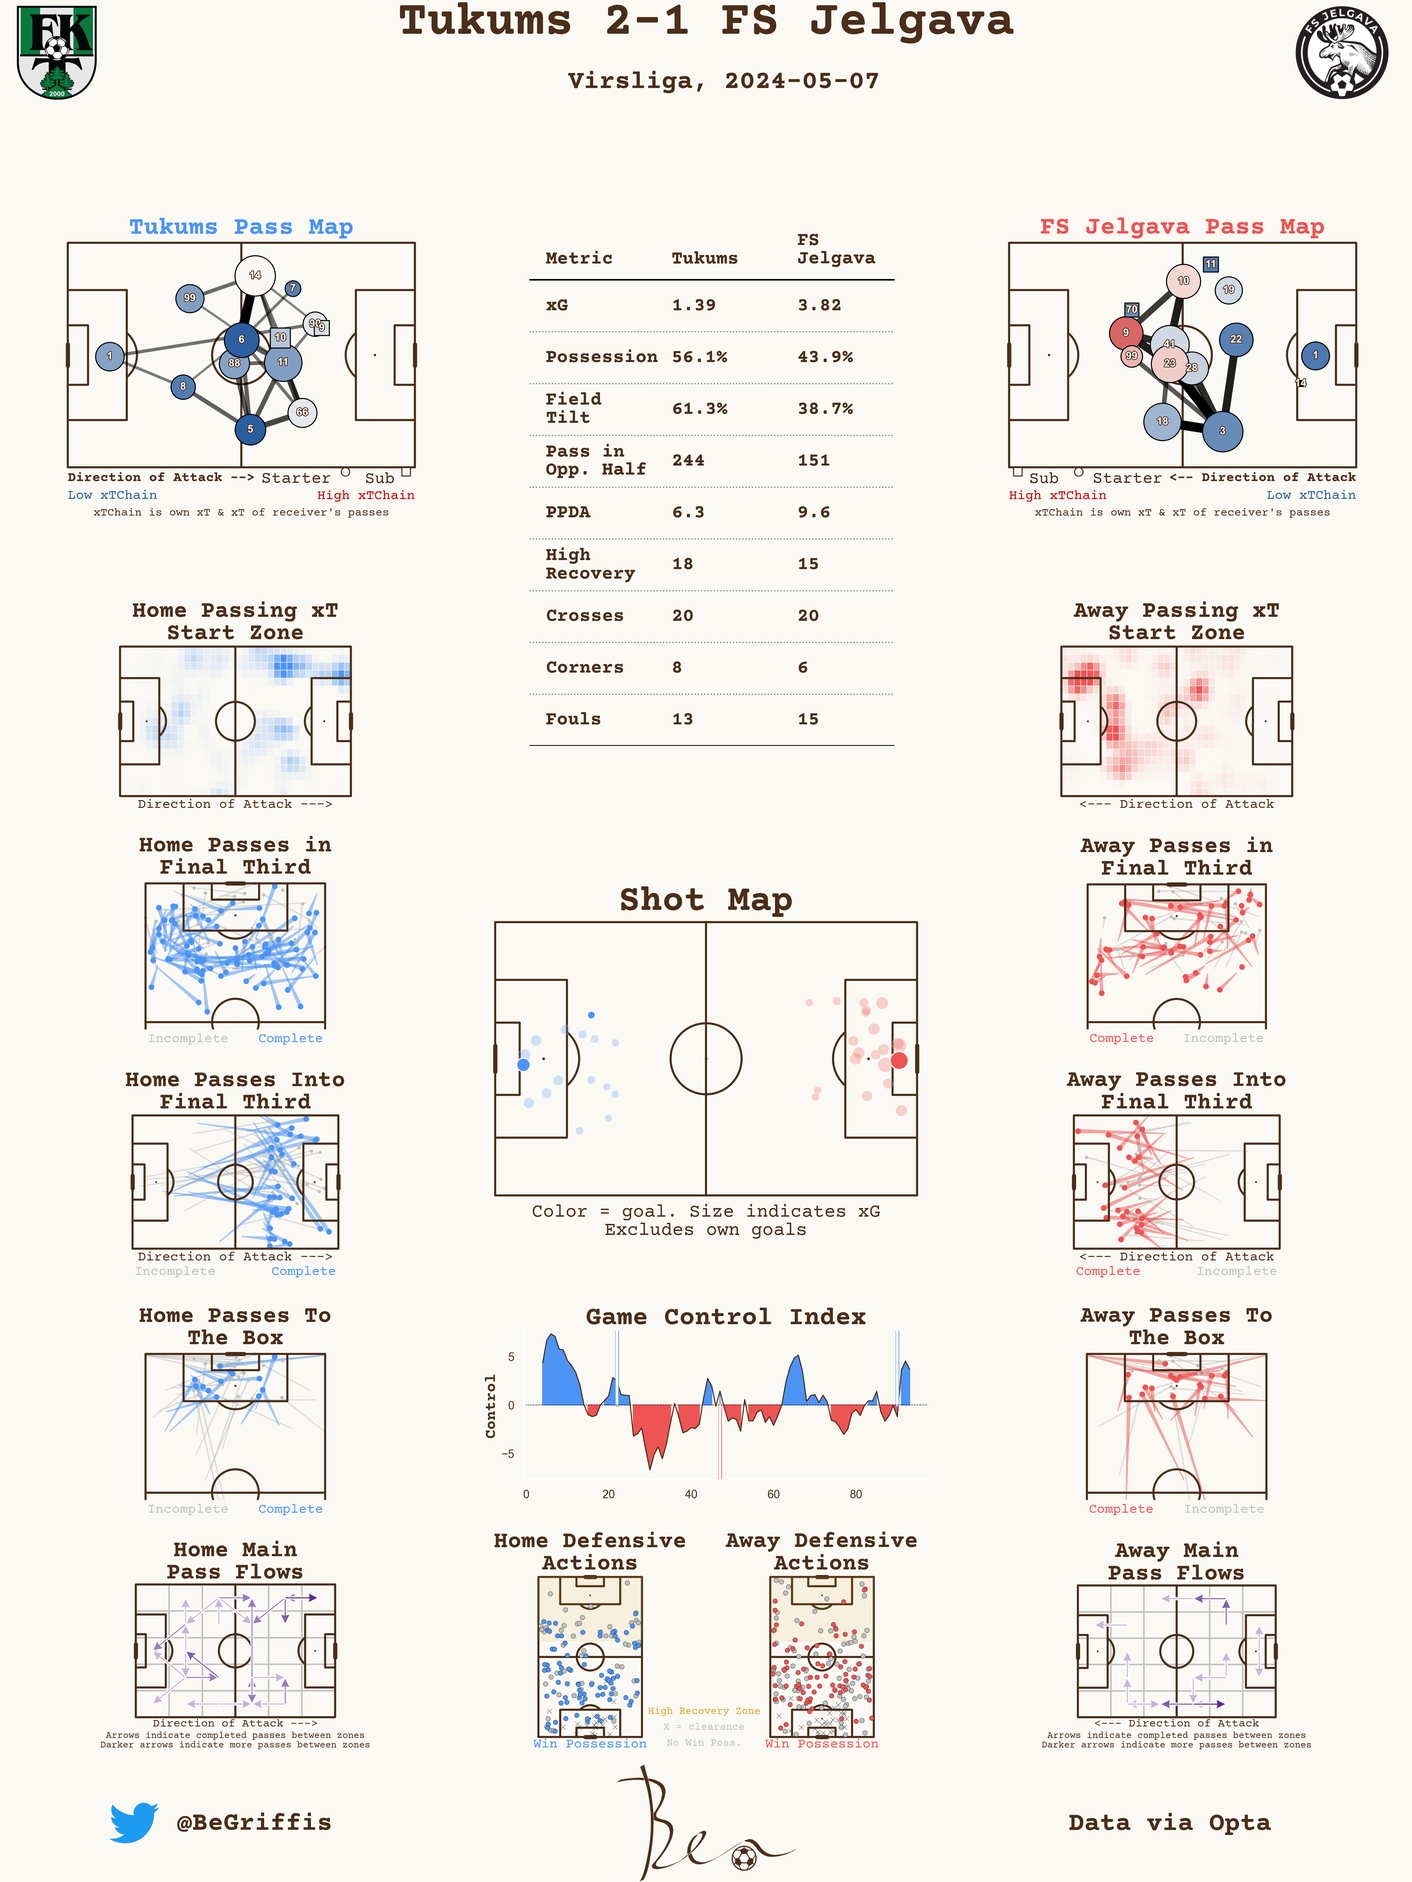 Tukums 2-1 FS Jelgava
Virsliga, 2024-05-07
FK
2000
FS JELGAVA
Tukums Pass Map
14
7
99
90
9
10
6
1
88
11
8
66
5
Direction of Attack --> Starter Sub
Low xTChain High xTChain
xTChain is own xT & xT of receiver's passes
Metric Tukums FS Jelgava
xG 1.39 3.82
Possession 56.1% 43.9%
Field Tilt 61.3% 38.7%
Pass in Opp. Half 244 151
PPDA 6.3 9.6
High Recovery 18 15
Crosses 20 20
Corners 8 6
Fouls 13 15
FS Jelgava Pass Map
11
10
19
70
9
41
22
99
23
28
1
14
18
3
Sub Starter <-- Direction of Attack
High xTChain Low xTChain
xTChain is own xT & xT of receiver's passes
Home Passing xT
Start Zone
Direction of Attack --->
Away Passing xT
Start Zone
<--- Direction of Attack
Home Passes in
Final Third
Incomplete Complete
Away Passes in
Final Third
Complete Incomplete
Shot Map
Color = goal. Size indicates xG
Excludes own goals
Home Passes Into
Final Third
Direction of Attack --->
Incomplete Complete
Away Passes Into
Final Third
<--- Direction of Attack
Complete Incomplete
Home Passes To
The Box
Incomplete Complete
Game Control Index
Control
5
0
−5
0 20 40 60 80
Away Passes To
The Box
Complete Incomplete
Home Main
Pass Flows
Direction of Attack --->
Arrows indicate completed passes between zones
Darker arrows indicate more passes between zones
Home Defensive
Actions
Win Possession
High Recovery Zone
X = clearance
No Win Poss.
Away Defensive
Actions
Win Possession
Away Main
Pass Flows
<--- Direction of Attack
Arrows indicate completed passes between zones
Darker arrows indicate more passes between zones
@BeGriffis
Ben
Data via Opta